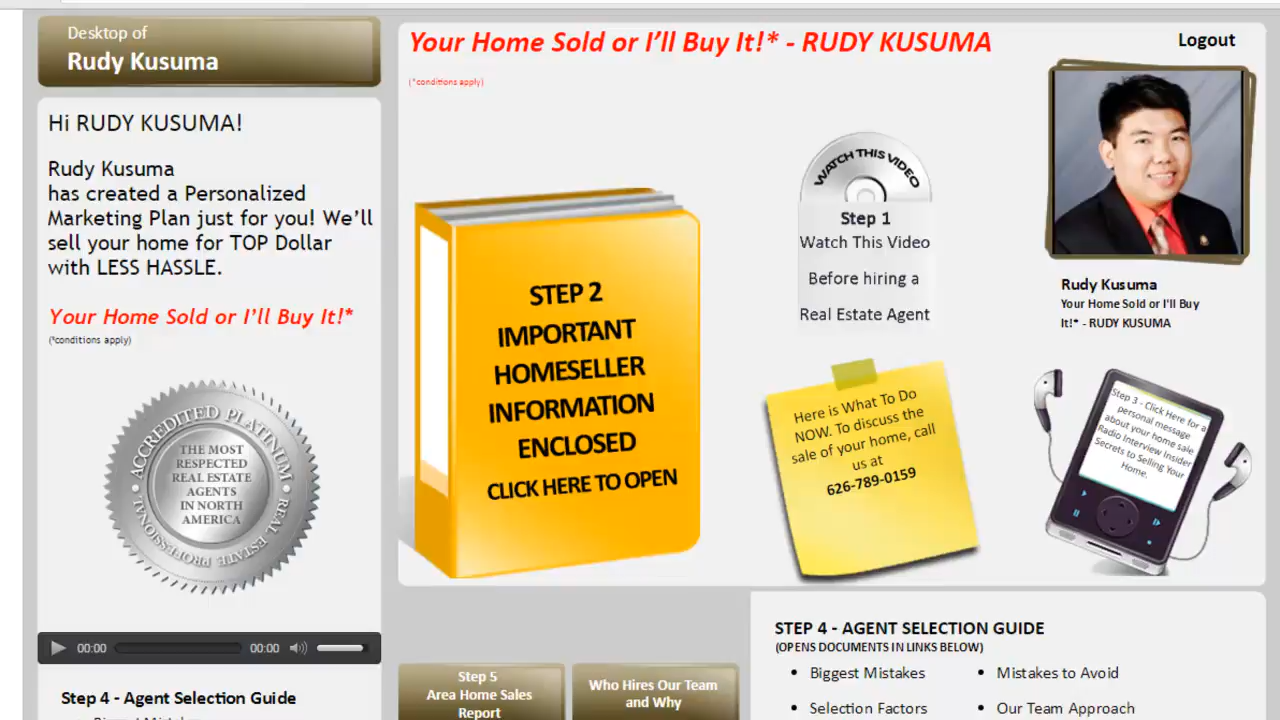 Desktop of
Rudy Kusuma
Hi RUDY KUSUMA!
Rudy Kusuma
has created a Personalized
Marketing Plan just for you! We'll
sell your home for TOP Dollar
with LESS HASSLE.
Your Home Sold or I'll Buy It!*
(*conditions apply)
ACCREDITED PLATINUM
THE MOST
RESPECTED
REAL ESTATE
AGENTS
IN NORTH
AMERICA
REAL ESTATE PROFESSIONAL
00:00
00:00
Step 4 - Agent Selection Guide
Biggest Mistakes
Your Home Sold or I'll Buy It!* - RUDY KUSUMA
(*conditions apply)
Logout
STEP 2
IMPORTANT
HOMESELLER
INFORMATION
ENCLOSED
CLICK HERE TO OPEN
WATCH THIS VIDEO
Step 1
Watch This Video
Before hiring a
Real Estate Agent
Rudy Kusuma
Your Home Sold or I'll Buy
It!* - RUDY KUSUMA
Here is What To Do
NOW. To discuss the
sale of your home, call
us at
626-789-0159
Step 3 - Click Here for a
personal message
about your home sale
Radio Interview Insider
Secrets to Selling Your
Home.
Step 5
Area Home Sales
Report
Who Hires Our Team
and Why
STEP 4 - AGENT SELECTION GUIDE
(OPENS DOCUMENTS IN LINKS BELOW)
• Biggest Mistakes
• Mistakes to Avoid
• Selection Factors
• Our Team Approach